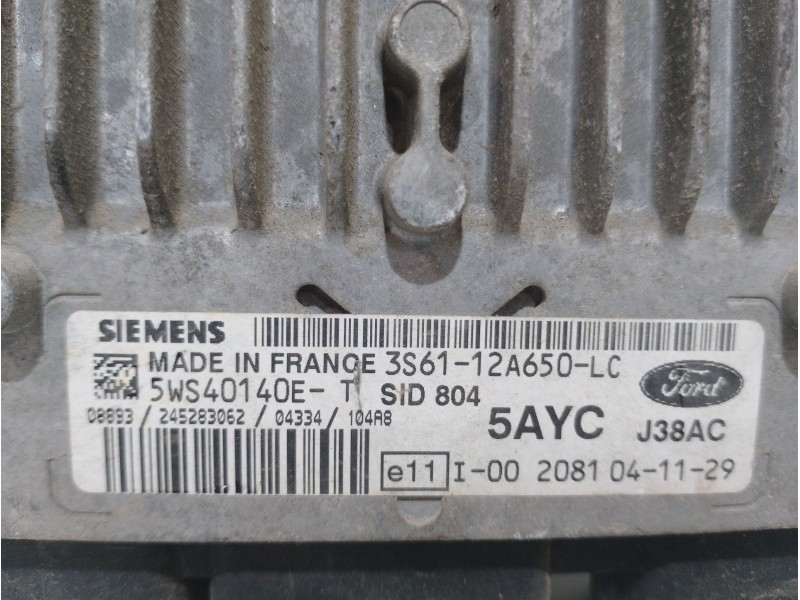 SIEMENS
MADE IN FRANCE 3S61-12A650-LC
5WS40140E- T SID 804
Ford
08893 / 245283062 / 04334 / 104A8
5AYC J38AC
e11 I-00 2081 04-11-29